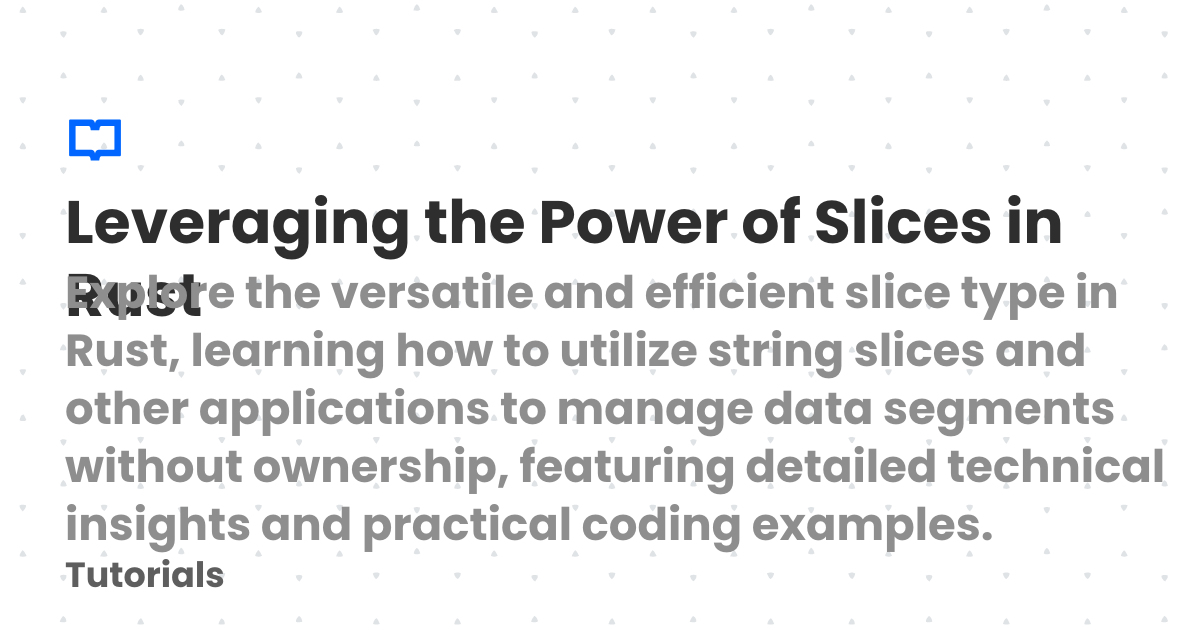 Leveraging the Power of Slices in
Rust
Explore the versatile and efficient slice type in
Rust, learning how to utilize string slices and
other applications to manage data segments
without ownership, featuring detailed technical
insights and practical coding examples.
Tutorials